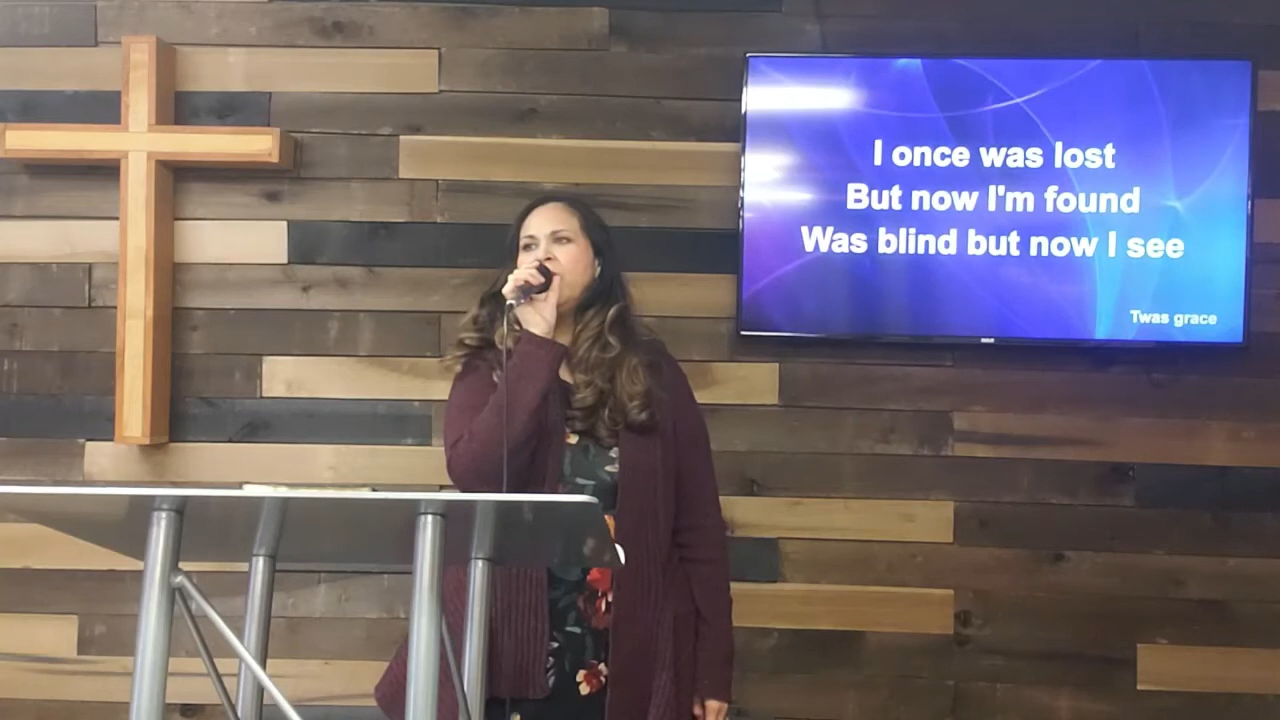 I once was lost
But now I'm found
Was blind but now I see
Twas grace